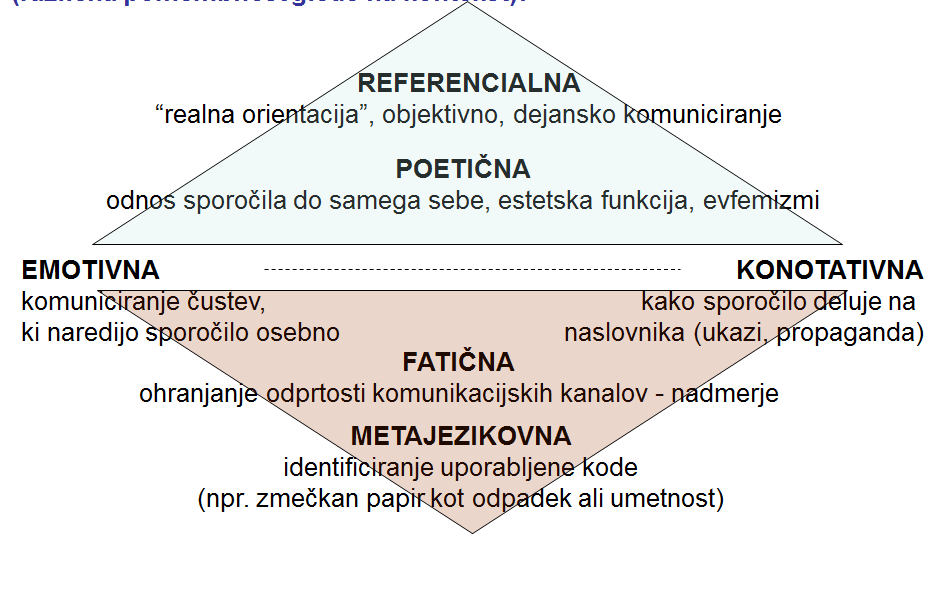 REFERENCIALNA
“realna orientacija”, objektivno, dejansko komuniciranje
POETIČNA
odnos sporočila do samega sebe, estetska funkcija, evfemizmi
EMOTIVNA
komuniciranje čustev,
ki naredijo sporočilo osebno
KONOTATIVNA
kako sporočilo deluje na
naslovnika (ukazi, propaganda)
FATIČNA
ohranjanje odprtosti komunikacijskih kanalov - nadmerje
METAJEZIKOVNA
identificiranje uporabljene kode
(npr. zmečkan papir kot odpadek ali umetnost)